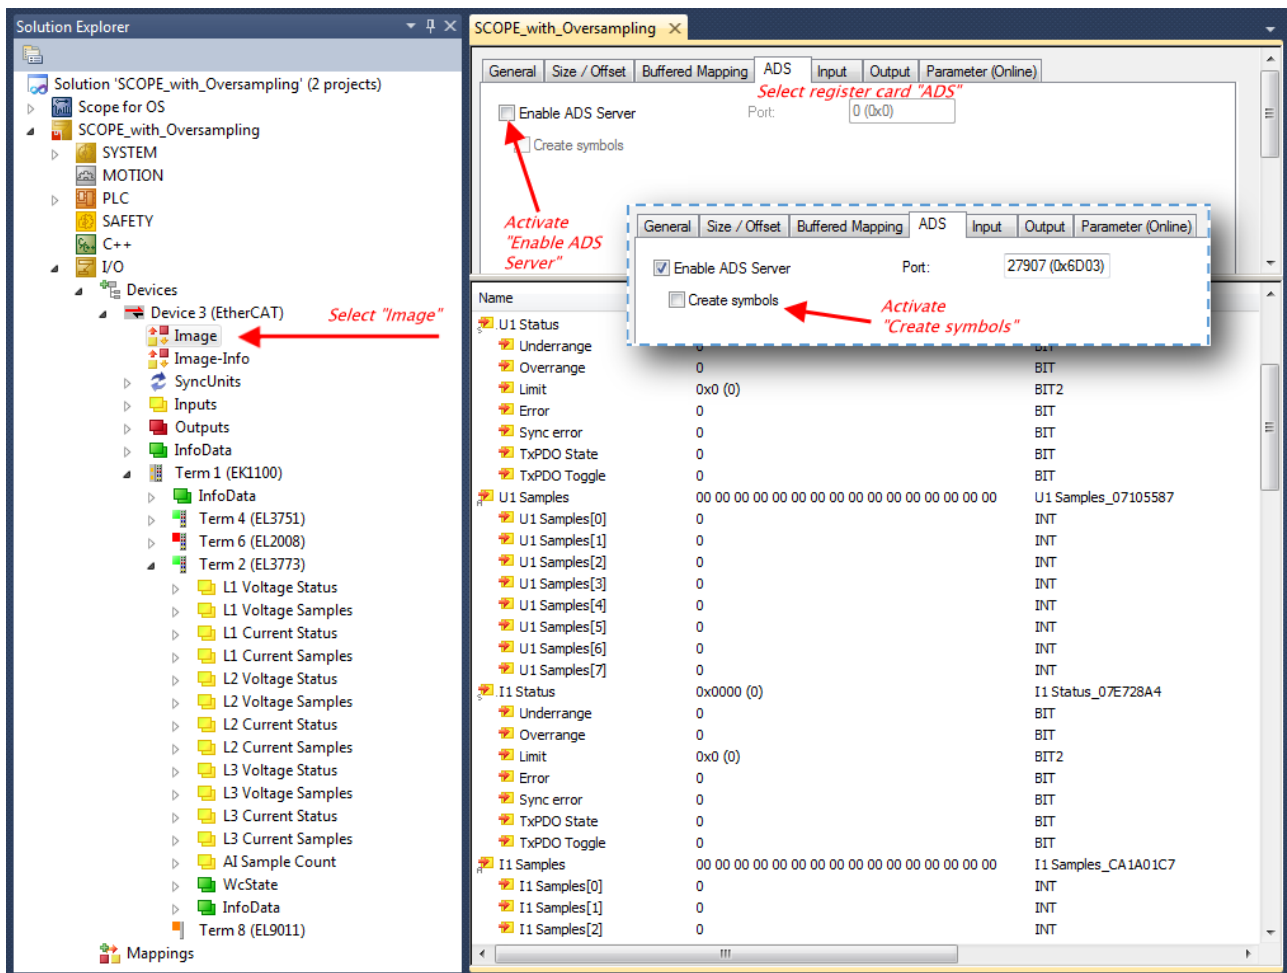 Solution Explorer
Solution 'SCOPE_with_Oversampling' (2 projects)
Scope for OS
SCOPE_with_Oversampling
SYSTEM
MOTION
PLC
SAFETY
C++
I/O
Devices
Device 3 (EtherCAT)
Select "Image"
Image
Image-Info
SyncUnits
Inputs
Outputs
InfoData
Term 1 (EK1100)
InfoData
Term 4 (EL3751)
Term 6 (EL2008)
Term 2 (EL3773)
L1 Voltage Status
L1 Voltage Samples
L1 Current Status
L1 Current Samples
L2 Voltage Status
L2 Voltage Samples
L2 Current Status
L2 Current Samples
L3 Voltage Status
L3 Voltage Samples
L3 Current Status
L3 Current Samples
AI Sample Count
WcState
InfoData
Term 8 (EL9011)
Mappings
SCOPE_with_Oversampling
General Size / Offset Buffered Mapping ADS Input Output Parameter (Online)
Select register card "ADS"
Enable ADS Server Port: 0 (0x0)
Create symbols
Activate
"Enable ADS
Server"
General Size / Offset Buffered Mapping ADS Input Output Parameter (Online)
Enable ADS Server Port: 27907 (0x6D03)
Create symbols
Activate
"Create symbols"
Name
U1 Status
Underrange 0 BIT
Overrange 0 BIT
Limit 0x0 (0) BIT2
Error 0 BIT
Sync error 0 BIT
TxPDO State 0 BIT
TxPDO Toggle 0 BIT
U1 Samples 00 00 00 00 00 00 00 00 00 00 00 00 00 00 00 00 U1 Samples_07105587
U1 Samples[0] 0 INT
U1 Samples[1] 0 INT
U1 Samples[2] 0 INT
U1 Samples[3] 0 INT
U1 Samples[4] 0 INT
U1 Samples[5] 0 INT
U1 Samples[6] 0 INT
U1 Samples[7] 0 INT
I1 Status 0x0000 (0) I1 Status_07E728A4
Underrange 0 BIT
Overrange 0 BIT
Limit 0x0 (0) BIT2
Error 0 BIT
Sync error 0 BIT
TxPDO State 0 BIT
TxPDO Toggle 0 BIT
I1 Samples 00 00 00 00 00 00 00 00 00 00 00 00 00 00 00 00 I1 Samples_CA1A01C7
I1 Samples[0] 0 INT
I1 Samples[1] 0 INT
I1 Samples[2] 0 INT